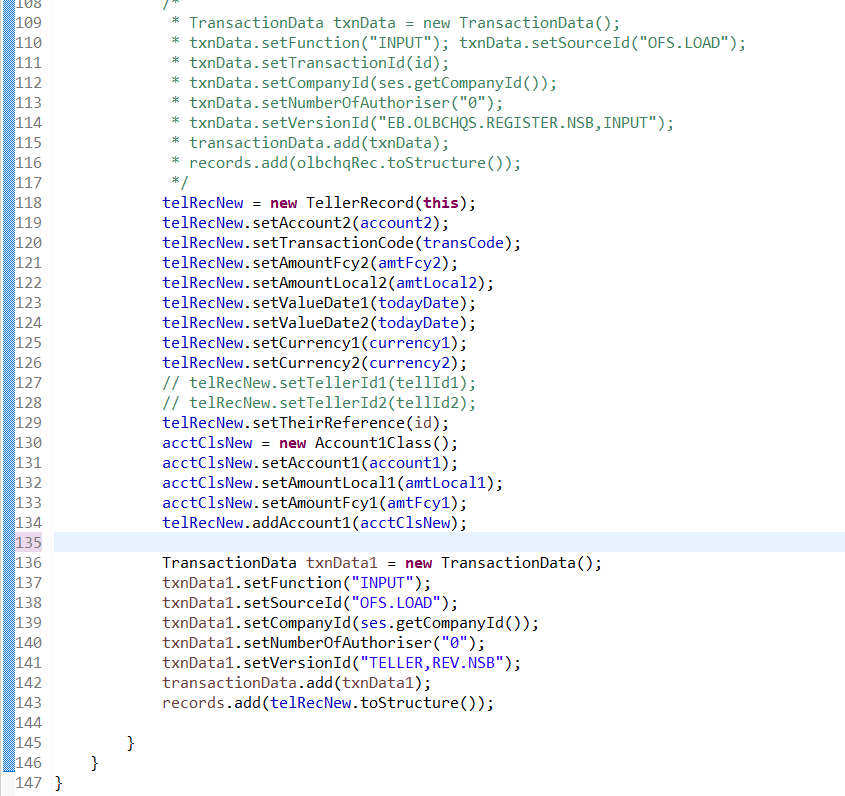 108 /*
109 * TransactionData txnData = new TransactionData();
110 * txnData.setFunction("INPUT"); txnData.setSourceId("OFS.LOAD");
111 * txnData.setTransactionId(id);
112 * txnData.setCompanyId(ses.getCompanyId());
113 * txnData.setNumberOfAuthoriser("0");
114 * txnData.setVersionId("EB.OLBCHQS.REGISTER.NSB,INPUT");
115 * transactionData.add(txnData);
116 * records.add(olbchqRec.toStructure());
117 */
118 telRecNew = new TellerRecord(this);
119 telRecNew.setAccount2(account2);
120 telRecNew.setTransactionCode(transCode);
121 telRecNew.setAmountFcy2(amtFcy2);
122 telRecNew.setAmountLocal2(amtLocal2);
123 telRecNew.setValueDate1(todayDate);
124 telRecNew.setValueDate2(todayDate);
125 telRecNew.setCurrency1(currency1);
126 telRecNew.setCurrency2(currency2);
127 // telRecNew.setTellerId1(tellId1);
128 // telRecNew.setTellerId2(tellId2);
129 telRecNew.setTheirReference(id);
130 acctClsNew = new Account1Class();
131 acctClsNew.setAccount1(account1);
132 acctClsNew.setAmountLocal1(amtLocal1);
133 acctClsNew.setAmountFcy1(amtFcy1);
134 telRecNew.addAccount1(acctClsNew);
135
136 TransactionData txnData1 = new TransactionData();
137 txnData1.setFunction("INPUT");
138 txnData1.setSourceId("OFS.LOAD");
139 txnData1.setCompanyId(ses.getCompanyId());
140 txnData1.setNumberOfAuthoriser("0");
141 txnData1.setVersionId("TELLER,REV.NSB");
142 transactionData.add(txnData1);
143 records.add(telRecNew.toStructure());
144
145 }
146 }
147 }